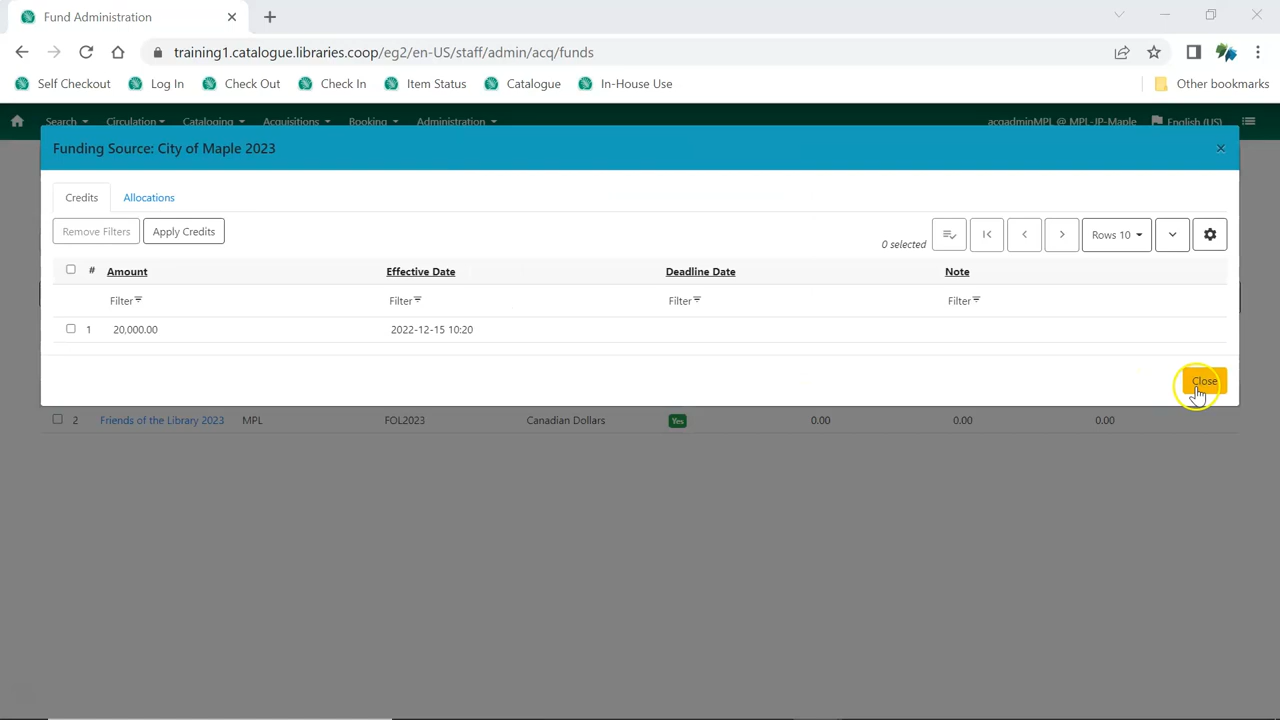 Fund Administration
training1.catalogue.libraries.coop/eg2/en-US/staff/admin/acq/funds
Self Checkout Log In Check Out Check In Item Status Catalogue In-House Use Other bookmarks
Search Circulation Cataloging Acquisitions Booking Administration acqadminMPL @ MPL-JP-Maple English (US)
Funding Source: City of Maple 2023
Credits Allocations
Remove Filters Apply Credits 0 selected Rows 10
# Amount Effective Date Deadline Date Note
Filter Filter Filter Filter
1 20,000.00 2022-12-15 10:20
Close
2 Friends of the Library 2023 MPL FOL2023 Canadian Dollars Yes 0.00 0.00 0.00